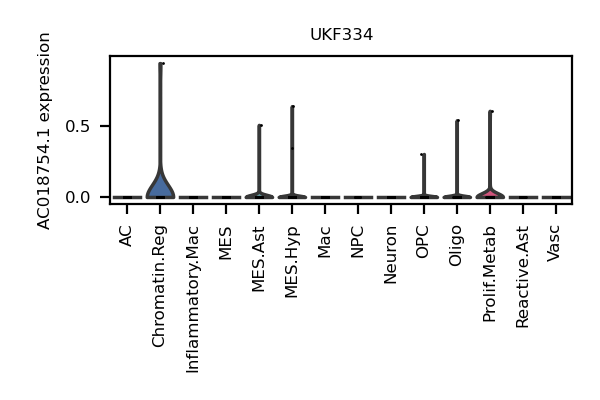 UKF334
AC018754.1 expression
0.5
0.0
AC
Chromatin.Reg
Inflammatory.Mac
MES
MES.Ast
MES.Hyp
Mac
NPC
Neuron
OPC
Oligo
Prolif.Metab
Reactive.Ast
Vasc